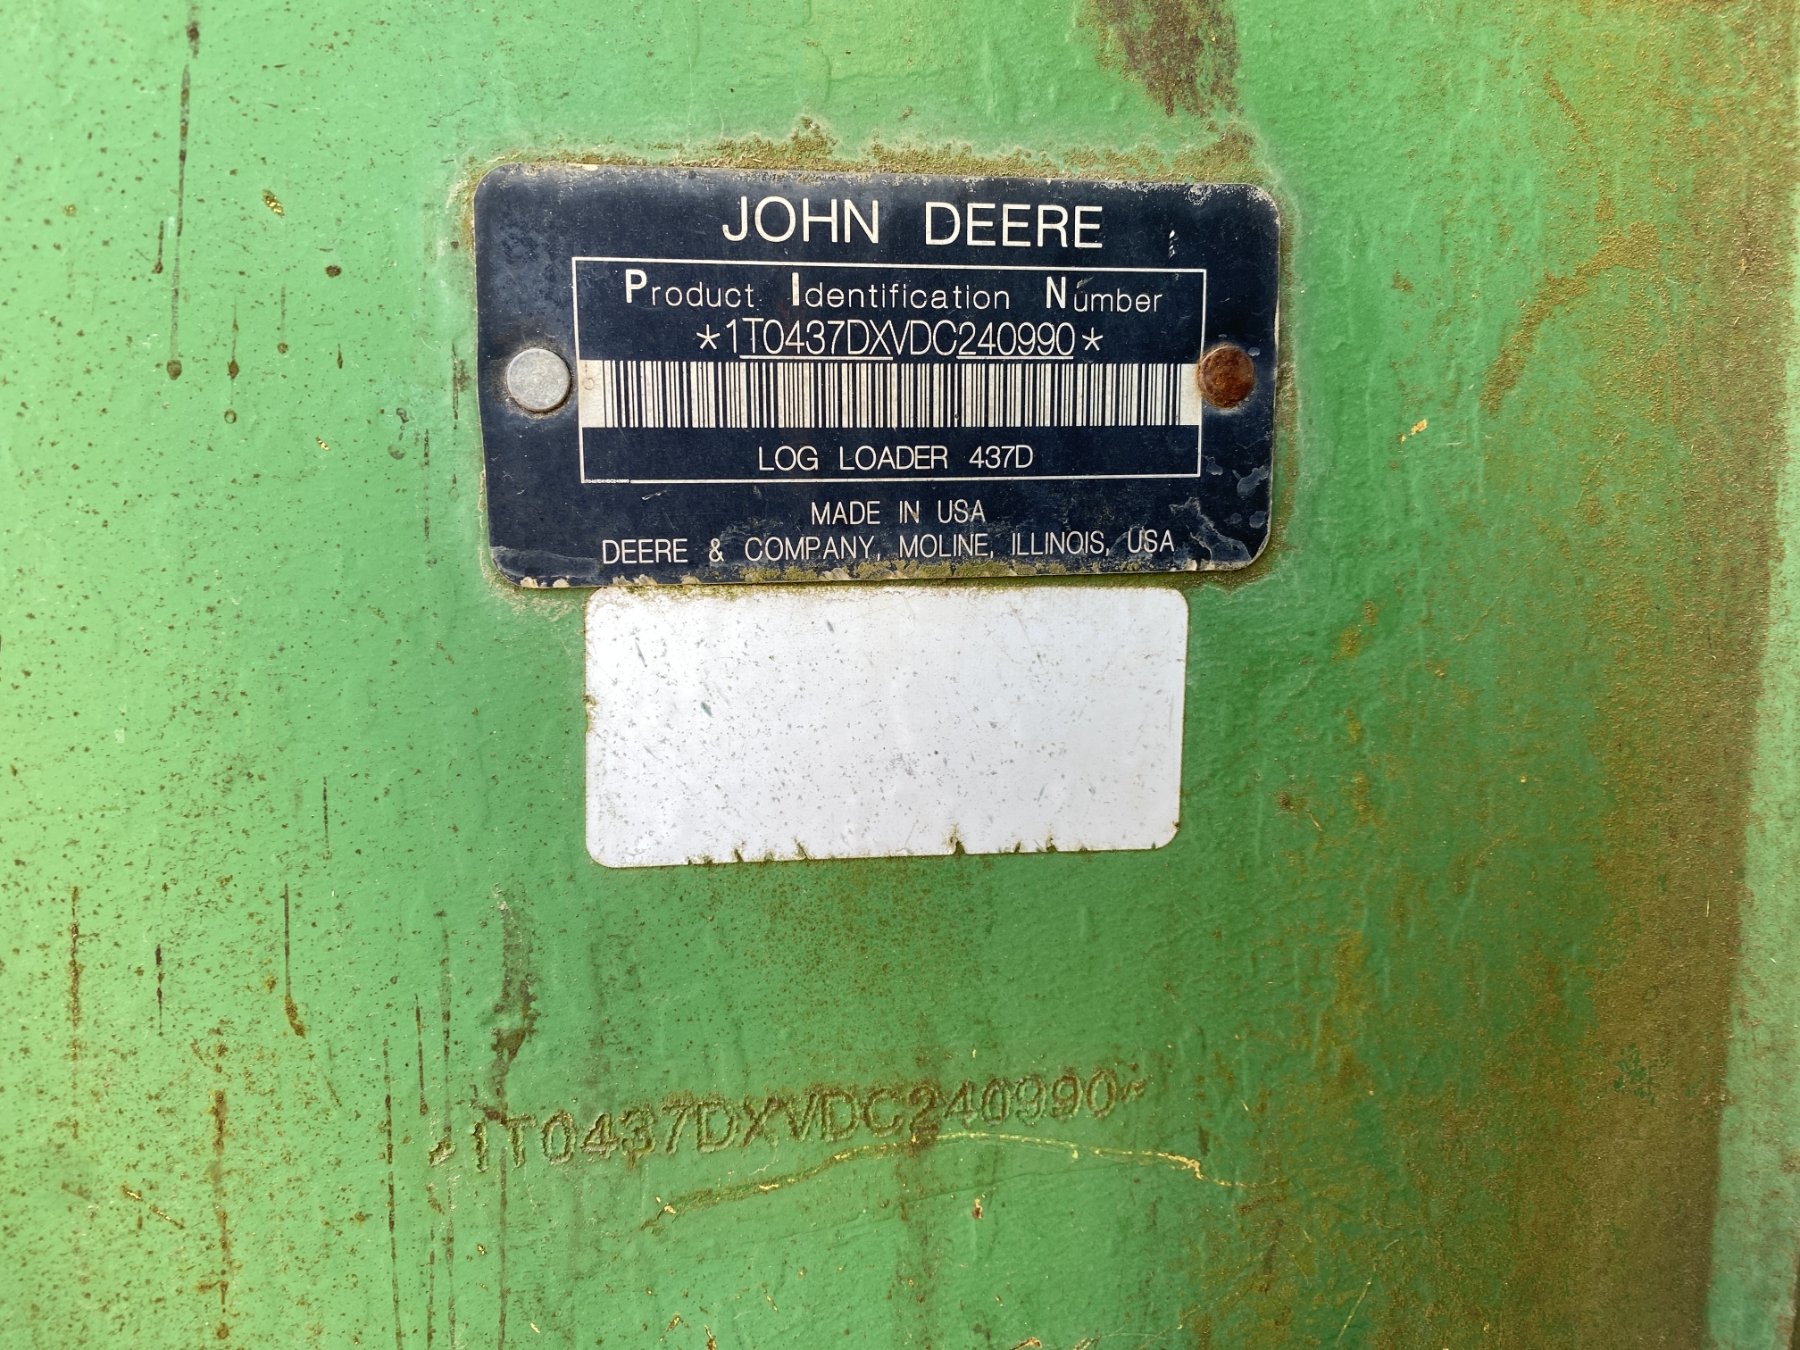 JOHN DEERE
Product Identification Number
*1T0437DXVDC240990*
LOG LOADER 437D
MADE IN USA
DEERE & COMPANY, MOLINE, ILLINOIS, USA
*1T0437DXVDC240990*